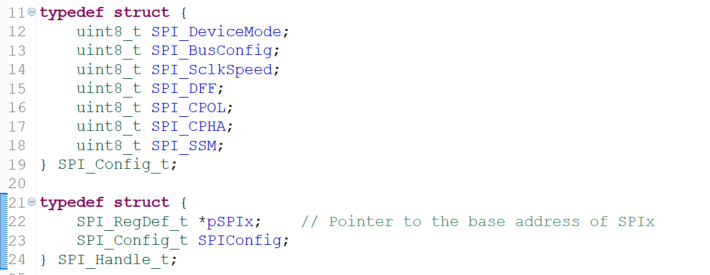 11 typedef struct {
12     uint8_t SPI_DeviceMode;
13     uint8_t SPI_BusConfig;
14     uint8_t SPI_SclkSpeed;
15     uint8_t SPI_DFF;
16     uint8_t SPI_CPOL;
17     uint8_t SPI_CPHA;
18     uint8_t SPI_SSM;
19 } SPI_Config_t;
20
21 typedef struct {
22     SPI_RegDef_t *pSPIx;    // Pointer to the base address of SPIx
23     SPI_Config_t SPIConfig;
24 } SPI_Handle_t;